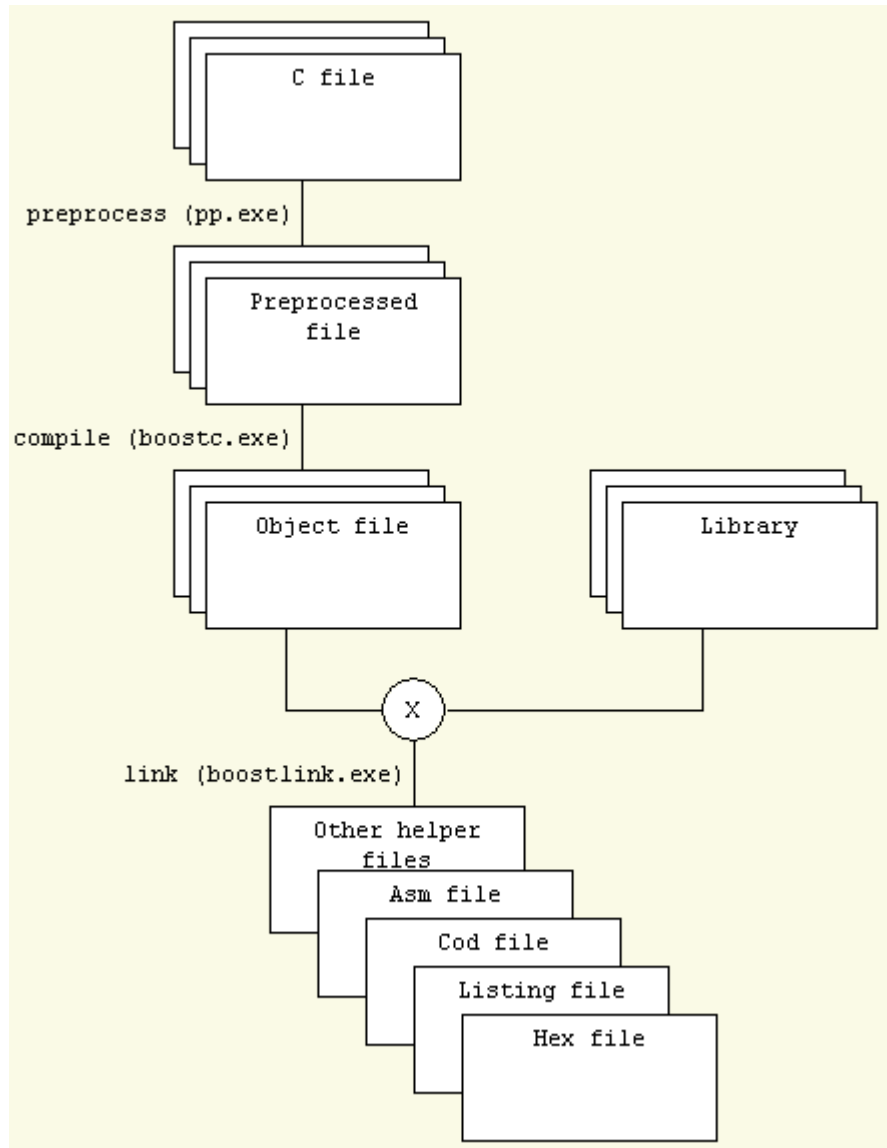 C file
preprocess (pp.exe)
Preprocessed
file
compile (boostc.exe)
Object file
Library
X
link (boostlink.exe)
Other helper
files
Asm file
Cod file
Listing file
Hex file